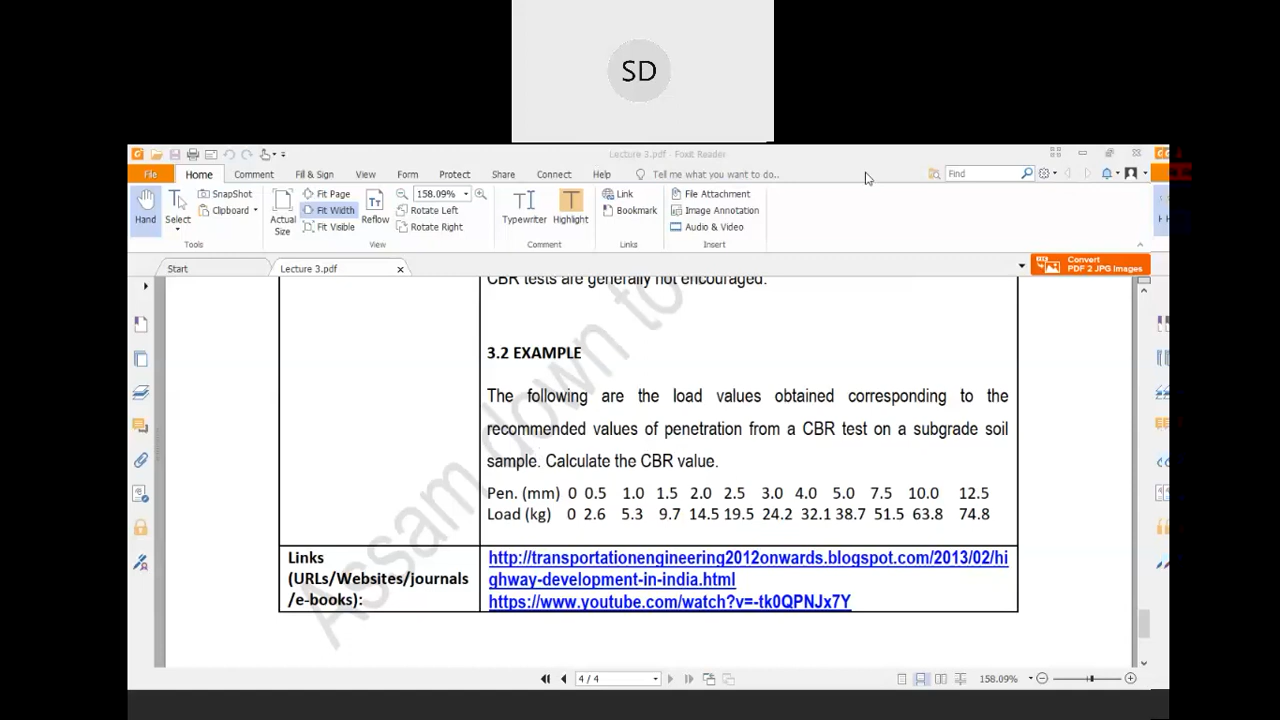 SD
Lecture 3.pdf - Foxit Reader
File Home Comment Fill & Sign View Form Protect Share Connect Help Tell me what you want to do.. Find
Hand
Select
SnapShot
Clipboard
Tools
Actual Size
Fit Page
Fit Width
Fit Visible
Reflow
158.09%
Rotate Left
Rotate Right
View
Typewriter
Highlight
Comment
Link
Bookmark
Links
File Attachment
Image Annotation
Audio & Video
Insert
Start
Lecture 3.pdf
Convert
PDF 2 JPG Images
CBR tests are generally not encouraged.
3.2 EXAMPLE
The following are the load values obtained corresponding to the
recommended values of penetration from a CBR test on a subgrade soil
sample. Calculate the CBR value.
Pen. (mm) 0 0.5 1.0 1.5 2.0 2.5 3.0 4.0 5.0 7.5 10.0 12.5
Load (kg) 0 2.6 5.3 9.7 14.5 19.5 24.2 32.1 38.7 51.5 63.8 74.8
Assam down to
Links
(URLs/Websites/journals
/e-books):
http://transportationengineering2012onwards.blogspot.com/2013/02/hi
ghway-development-in-india.html
https://www.youtube.com/watch?v=-tk0QPNJx7Y
4 / 4
158.09%